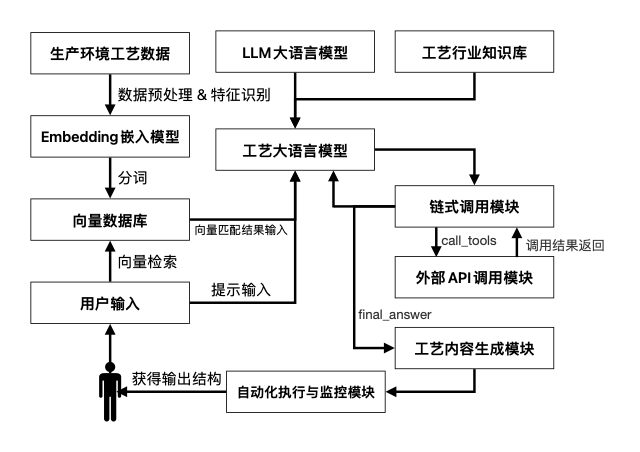 生产环境工艺数据
LLM大语言模型
工艺行业知识库
数据预处理 & 特征识别
Embedding嵌入模型
工艺大语言模型
分词
向量数据库
向量匹配结果输入
链式调用模块
call_tools
调用结果返回
向量检索
外部API调用模块
用户输入
提示输入
final_answer
工艺内容生成模块
获得输出结构
自动化执行与监控模块